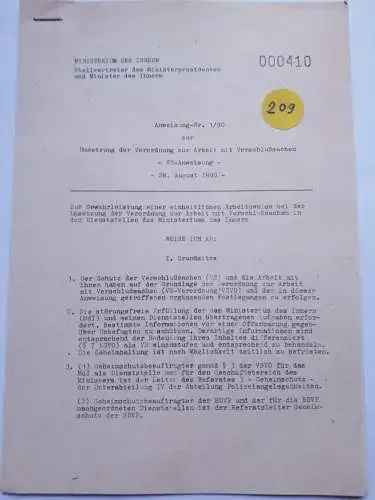 MINISTERIUM DES INNERN
Stellvertreter des Ministerpräsidenten
und Minister des Innern
000410
209
Anweisung-Nr. 1/90
zur
Umsetzung der Verordnung zur Arbeit mit Verschlußsachen
- VS-Anweisung -
- 28. August 1990 -
Zur Gewährleistung einer einheitlichen Arbeitsweise bei der
Umsetzung der Verordnung zur Arbeit mit Verschlußsachen in
den Dienststellen des Ministeriums des Innern
WEISE ICH AN:
I. Grundsätze
1. Der Schutz der Verschlußsachen (VS) und die Arbeit mit
ihnen haben auf der Grundlage der Verordnung zur Arbeit
mit Verschlußsachen (VS-Verordnung/VSVO) und den in dieser
Anweisung getroffenen ergänzenden Festlegungen zu erfolgen.
2. Die störungsfreie Erfüllung der dem Ministerium des Innern
(MdI) und seinen Dienststellen übertragenen Aufgaben erfor-
dert, bestimmte Informationen vor einer Offenbarung gegen-
über Unbefugten zu bewahren. Derartige Informationen sind
entsprechend der Bedeutung ihres Inhaltes differenziert
(§ 7 VSVO) als VS einzustufen und entsprechend zu behandeln.
Die Geheimhaltung ist nach Möglichkeit zeitlich zu befristen.
3. (1) Geheimschutzbeauftragter gemäß § 3 der VSVO für das
MdI als Dienststelle und für den Geschäftsbereich des
Ministers ist der Leiter des Referates 3 - Geheimschutz -
der Unterabteilung IV der Abteilung Polizeiangelegenheiten.
(2) Geheimschutzbeauftragter der BDVP und der für die BDVP
nachgeordneten Dienststellen ist der Referatsleiter Geheim-
schutz der BDVP.